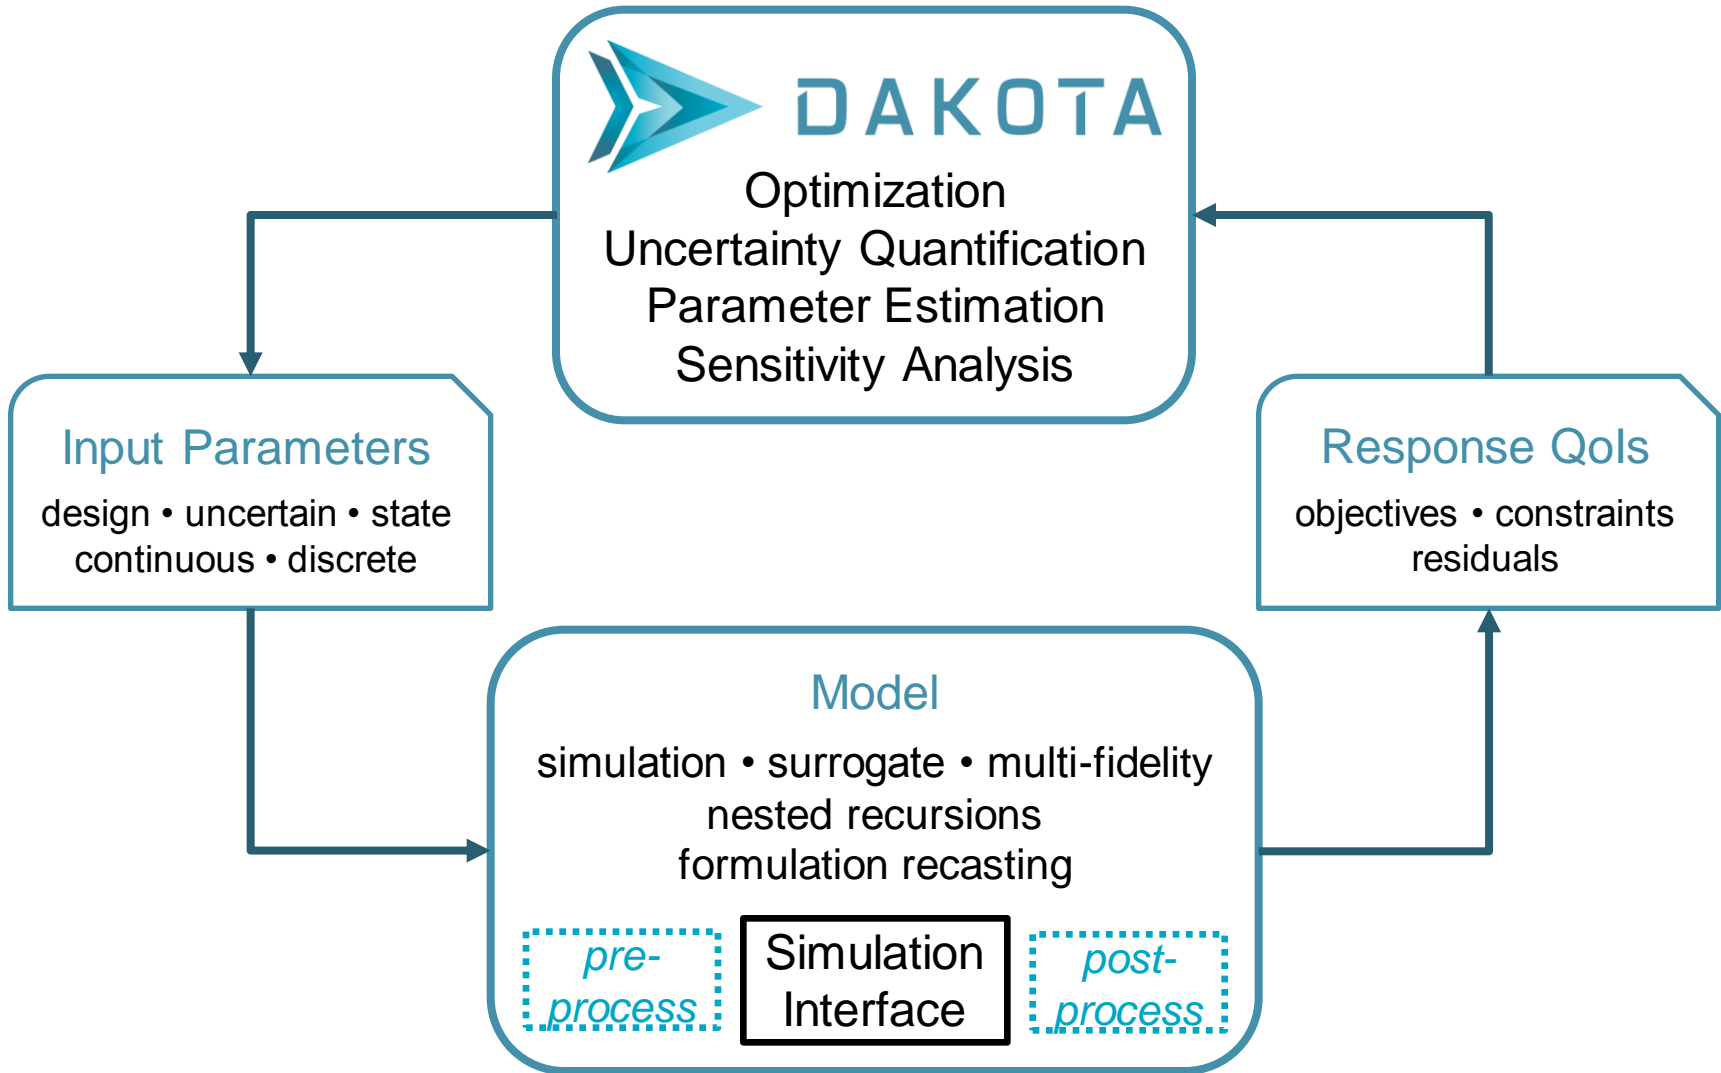 DAKOTA
Optimization
Uncertainty Quantification
Parameter Estimation
Sensitivity Analysis
Input Parameters
design • uncertain • state
continuous • discrete
Response QoIs
objectives • constraints
residuals
Model
simulation • surrogate • multi-fidelity
nested recursions
formulation recasting
pre-
process
Simulation
Interface
post-
process